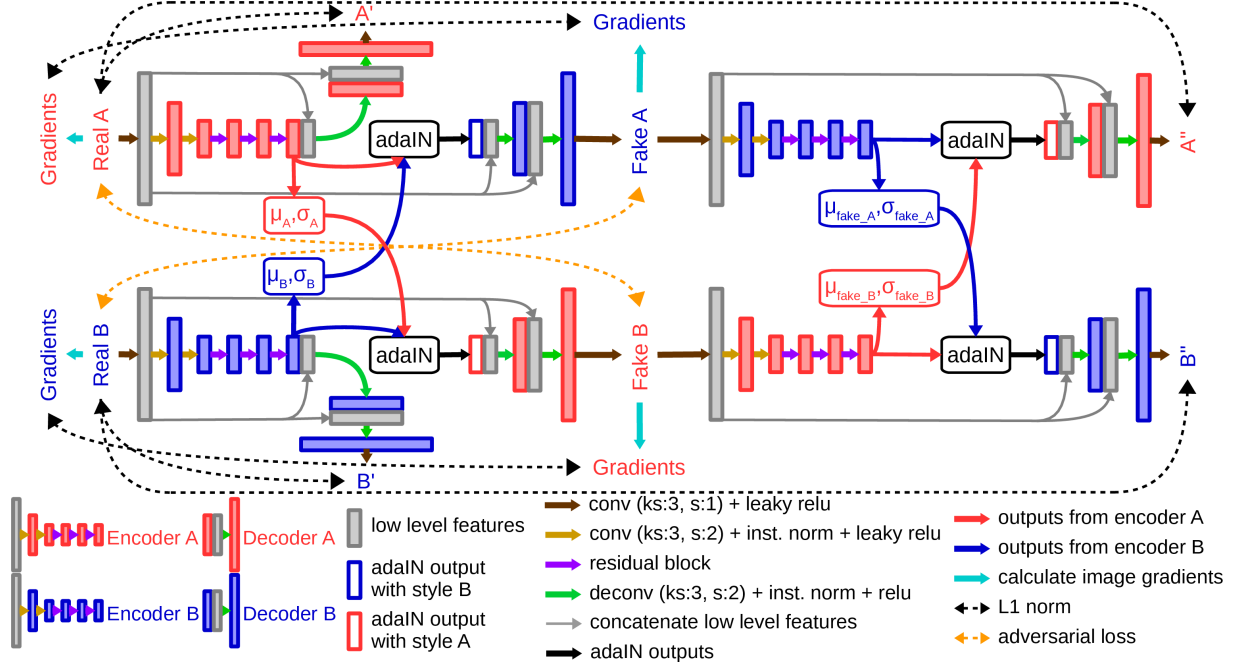 A'
Gradients
Gradients
Real A
adaIN
Fake A
adaIN
A"
μA,σA
μfake_A,σfake_A
μB,σB
μfake_B,σfake_B
Gradients
Real B
adaIN
Fake B
adaIN
B"
Gradients
B'
Encoder A
Decoder A
Encoder B
Decoder B
low level features
adaIN output
with style B
adaIN output
with style A
conv (ks:3, s:1) + leaky relu
conv (ks:3, s:2) + inst. norm + leaky relu
residual block
deconv (ks:3, s:2) + inst. norm + relu
concatenate low level features
adaIN outputs
outputs from encoder A
outputs from encoder B
calculate image gradients
L1 norm
adversarial loss